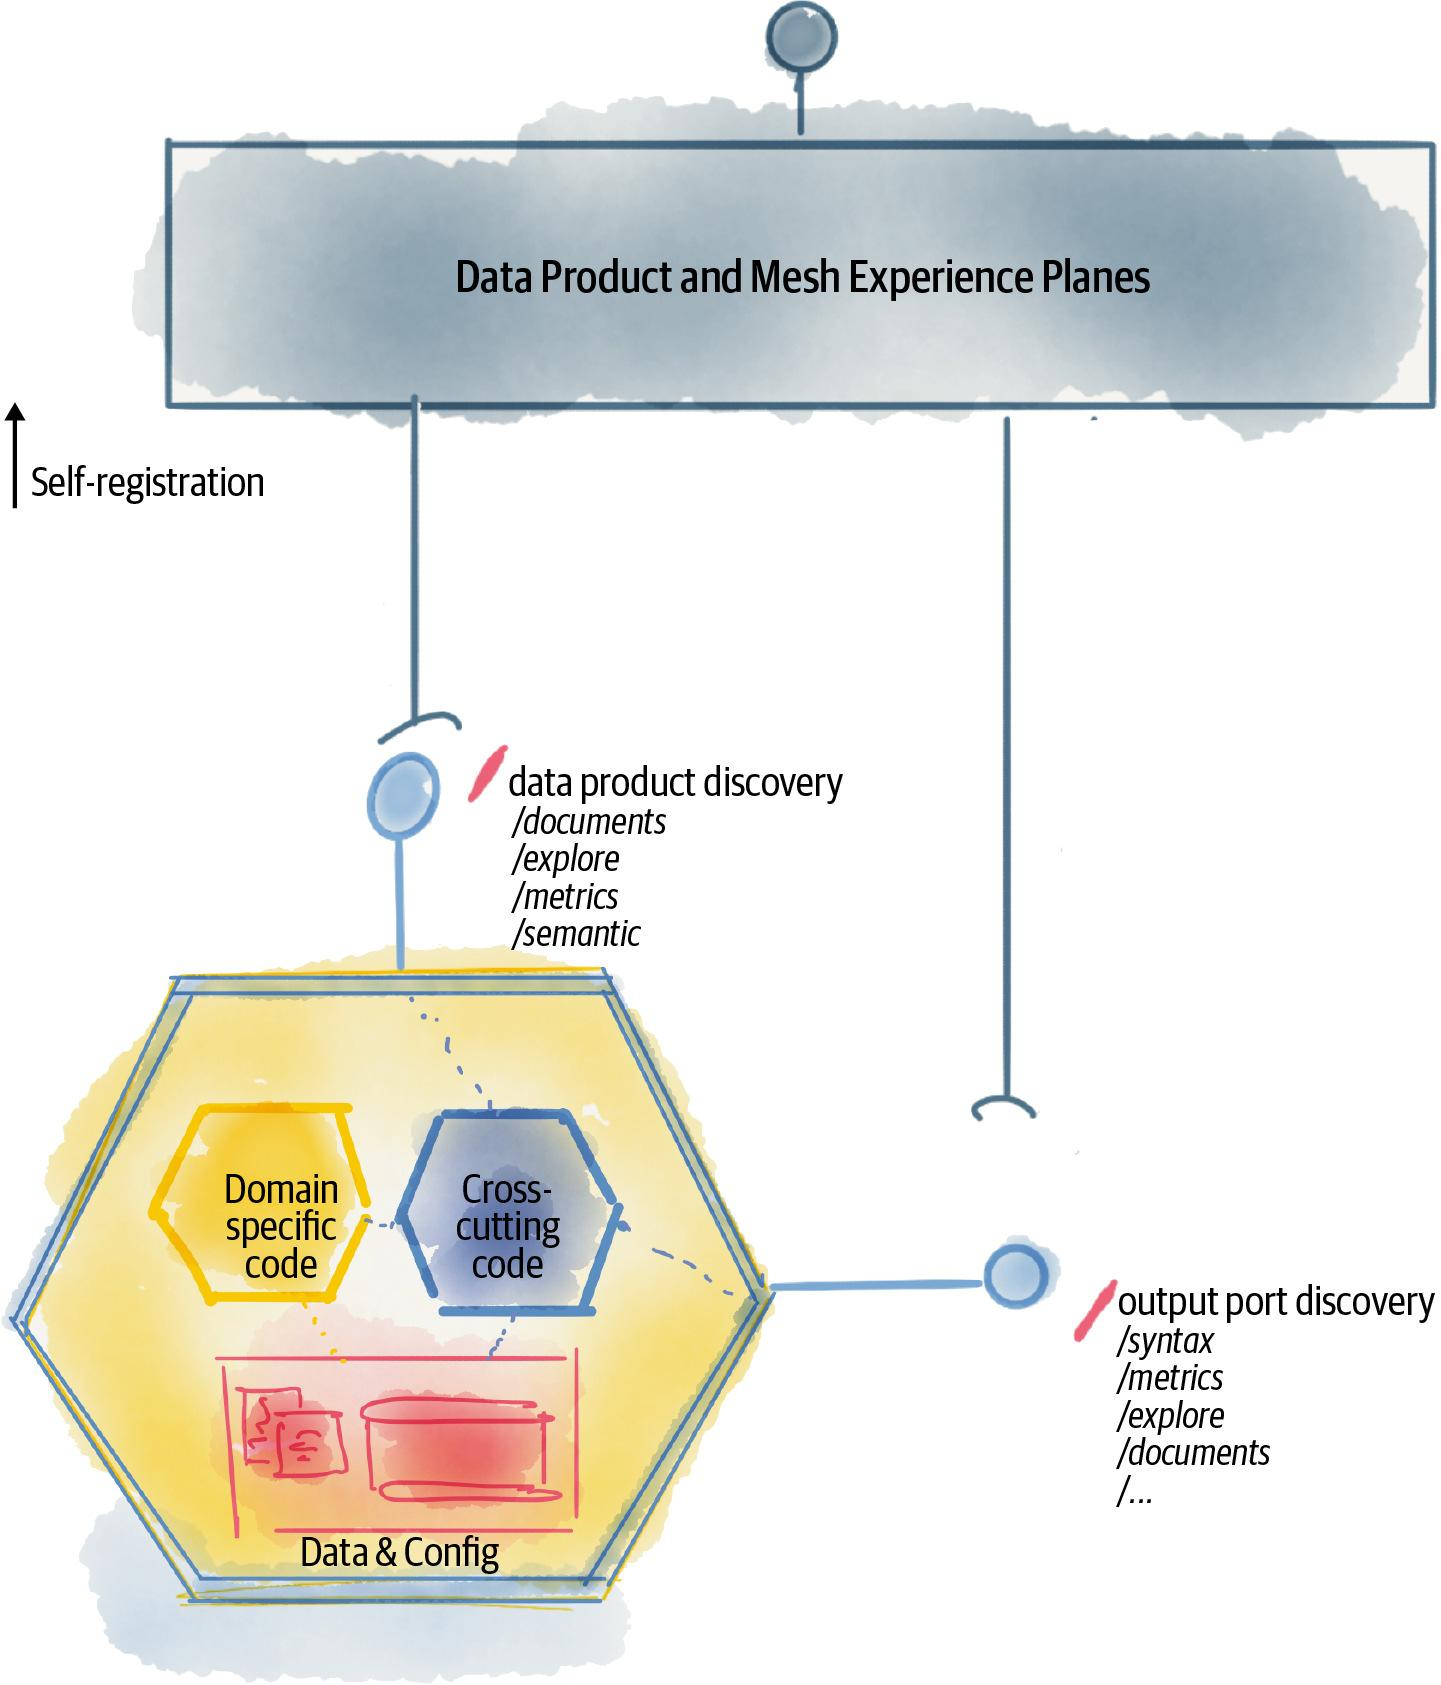 Data Product and Mesh Experience Planes
Self-registration
data product discovery
/documents
/explore
/metrics
/semantic
Domain
specific
code
Cross-
cutting
code
Data & Config
output port discovery
/syntax
/metrics
/explore
/documents
/...